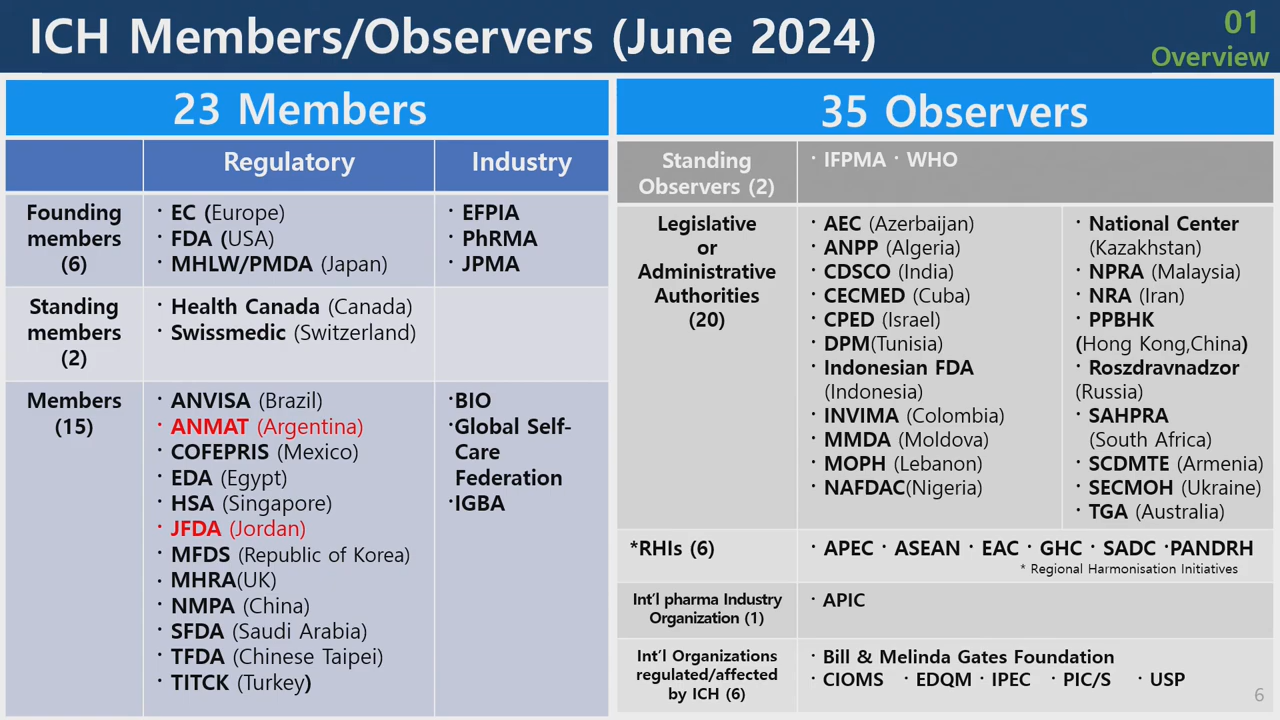 ICH Members/Observers (June 2024)
01
Overview
23 Members
Regulatory
Industry
Founding
members
(6)
· EC (Europe)
· FDA (USA)
· MHLW/PMDA (Japan)
· EFPIA
· PhRMA
· JPMA
Standing
members
(2)
· Health Canada (Canada)
· Swissmedic (Switzerland)
Members
(15)
· ANVISA (Brazil)
· ANMAT (Argentina)
· COFEPRIS (Mexico)
· EDA (Egypt)
· HSA (Singapore)
· JFDA (Jordan)
· MFDS (Republic of Korea)
· MHRA(UK)
· NMPA (China)
· SFDA (Saudi Arabia)
· TFDA (Chinese Taipei)
· TITCK (Turkey)
·BIO
·Global Self-
Care
Federation
·IGBA
35 Observers
Standing
Observers (2)
· IFPMA · WHO
Legislative
or
Administrative
Authorities
(20)
· AEC (Azerbaijan)
· ANPP (Algeria)
· CDSCO (India)
· CECMED (Cuba)
· CPED (Israel)
· DPM(Tunisia)
· Indonesian FDA
(Indonesia)
· INVIMA (Colombia)
· MMDA (Moldova)
· MOPH (Lebanon)
· NAFDAC(Nigeria)
· National Center
(Kazakhstan)
· NPRA (Malaysia)
· NRA (Iran)
· PPBHK
(Hong Kong,China)
· Roszdravnadzor
(Russia)
· SAHPRA
(South Africa)
· SCDMTE (Armenia)
· SECMOH (Ukraine)
· TGA (Australia)
*RHIs (6)
· APEC · ASEAN · EAC · GHC · SADC ·PANDRH
* Regional Harmonisation Initiatives
Int'l pharma Industry
Organization (1)
· APIC
Int'l Organizations
regulated/affected
by ICH (6)
· Bill & Melinda Gates Foundation
· CIOMS · EDQM · IPEC · PIC/S · USP
6